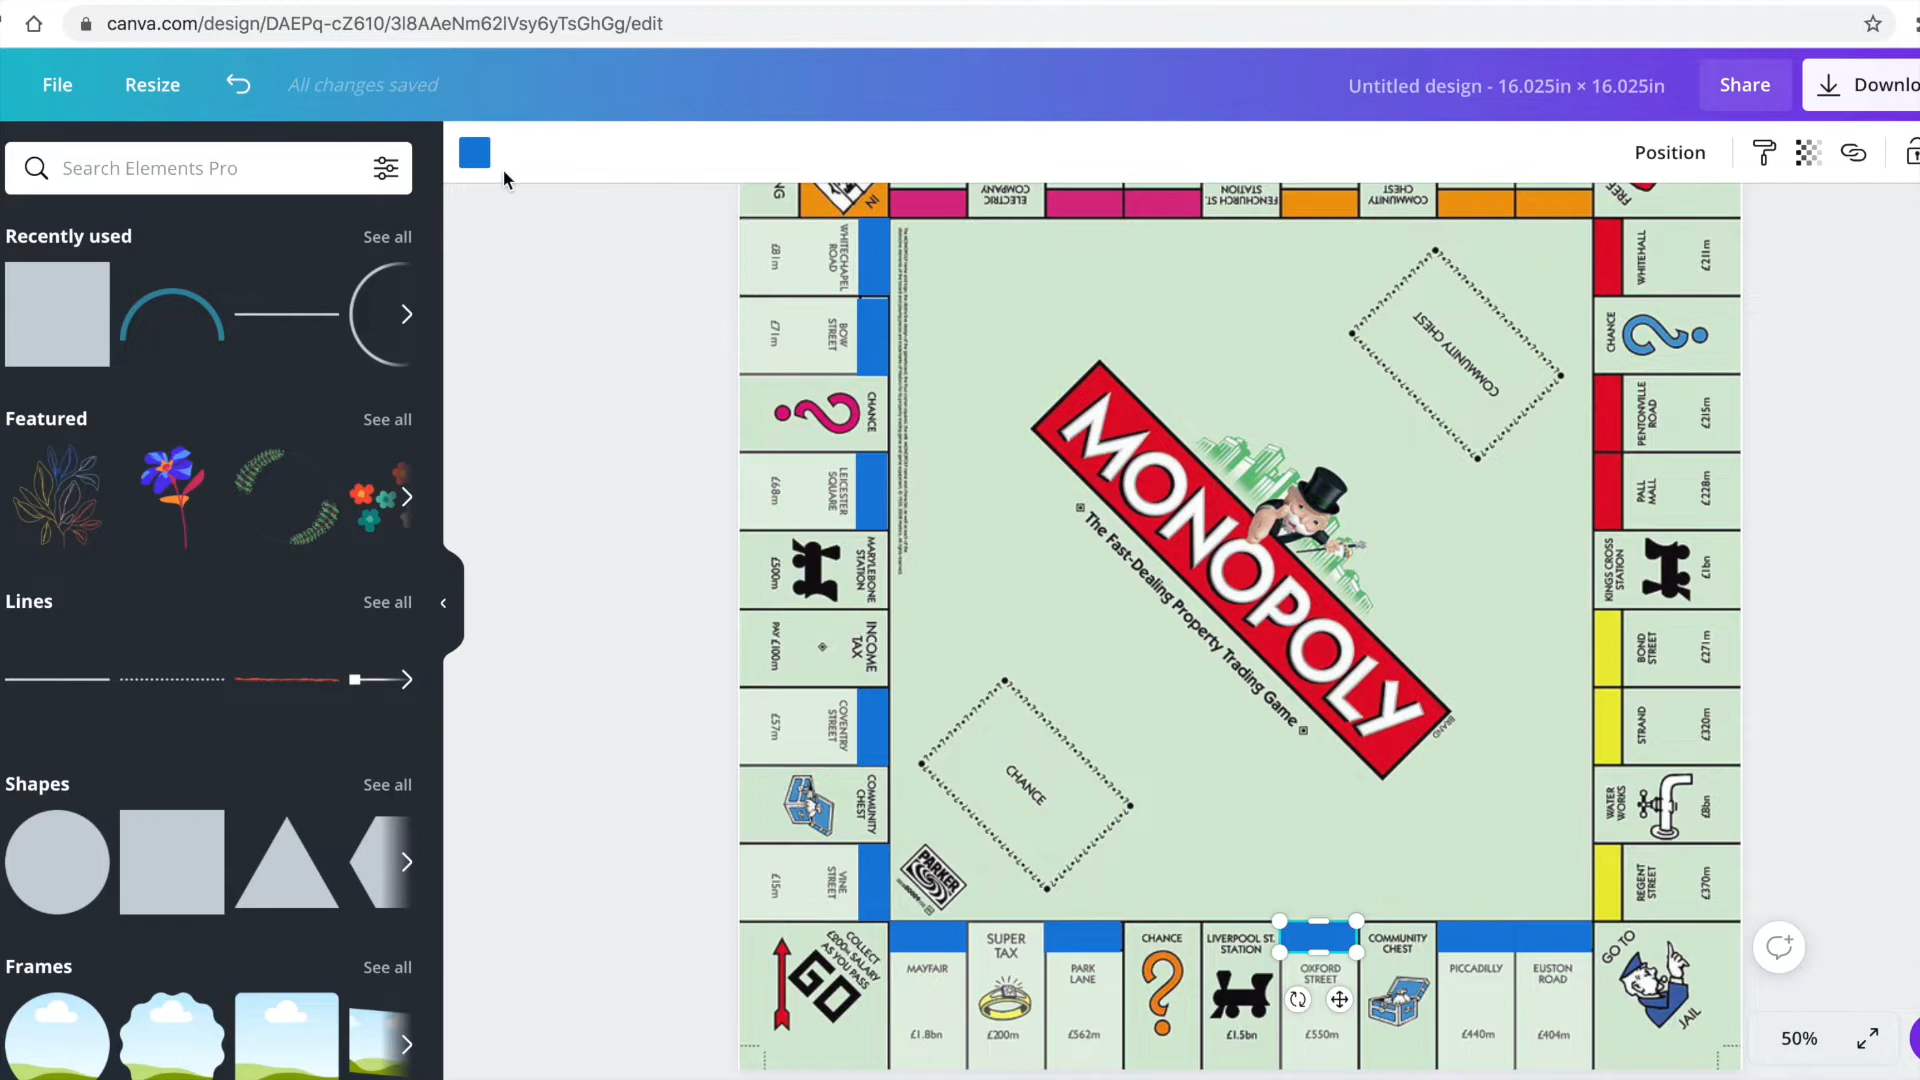 canva.com/design/DAEPq-cZ610/3l8AAeNm62lVsy6yTsGhGg/edit
File
Resize
All changes saved
Untitled design - 16.025in × 16.025in
Share
Downlo
Search Elements Pro
Position
Recently used
See all
Featured
See all
Lines
See all
Shapes
See all
Frames
See all
NG
IN
ELECTRIC
COMPANY
FENCHURCH ST.
STATION
COMMUNITY
CHEST
FREE
WHITECHAPEL
ROAD
£81m
BOW
STREET
£71m
CHANCE
LEICESTER
SQUARE
£68m
MARYLEBONE
STATION
£500m
INCOME
TAX
PAY £100m
COVENTRY
STREET
£57m
COMMUNITY
CHEST
VINE
STREET
£15m
COMMUNITY CHEST
MONOPOLY
BRAND
The Fast-Dealing Property Trading Game
CHANCE
PARKER
WHITEHALL
£211m
CHANCE
PENTONVILLE
ROAD
£215m
PALL
MALL
£228m
KINGS CROSS
STATION
£1bn
BOND
STREET
£271m
STRAND
£320m
WATER
WORKS
£8bn
REGENT
STREET
£370m
COLLECT
£200m SALARY
AS YOU PASS
GO
MAYFAIR
£1.8bn
SUPER
TAX
£200m
PARK
LANE
£562m
CHANCE
LIVERPOOL ST.
STATION
£1.5bn
OXFORD
STREET
£550m
COMMUNITY
CHEST
PICCADILLY
£440m
EUSTON
ROAD
£404m
GO TO
JAIL
50%